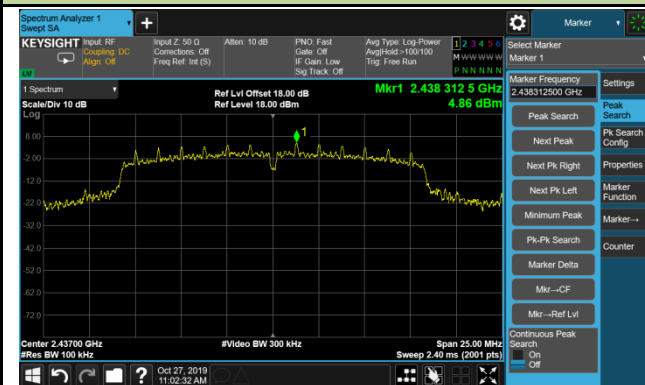 Spectrum Analyzer 1
Swept SA
+
Marker
KEYSIGHT
Input: RF
Coupling: DC
Align: Off
Input Z: 50 Ω
Corrections: Off
Freq Ref: Int (S)
Atten: 10 dB
PNO: Fast
Gate: Off
IF Gain: Low
Sig Track: Off
Avg Type: Log-Power
Avg|Hold:>100/100
Trig: Free Run
1 2 3 4 5 6
M W W W W W
P N N N N N
LXI
Select Marker
Marker 1
1 Spectrum
Scale/Div 10 dB
Log
Ref Lvl Offset 18.00 dB
Ref Level 18.00 dBm
Mkr1 2.438 312 5 GHz
4.86 dBm
8.00
-2.00
-12.0
-22.0
-32.0
-42.0
-52.0
-62.0
-72.0
1
Center 2.43700 GHz
#Res BW 100 kHz
#Video BW 300 kHz
Span 25.00 MHz
Sweep 2.40 ms (2001 pts)
Marker Frequency
2.438312500 GHz
Peak Search
Next Peak
Next Pk Right
Next Pk Left
Minimum Peak
Pk-Pk Search
Marker Delta
Mkr→CF
Mkr→Ref Lvl
Continuous Peak
Search
On
Off
Settings
Peak
Search
Pk Search
Config
Properties
Marker
Function
Marker→
Counter
?
Oct 27, 2019
11:02:32 AM